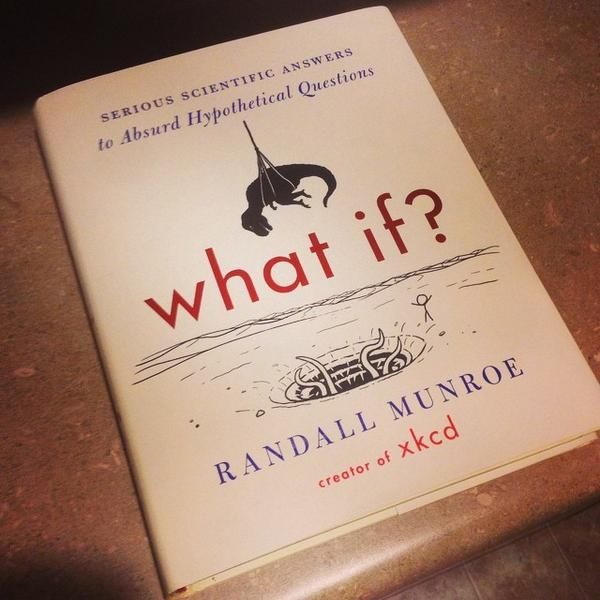 SERIOUS SCIENTIFIC ANSWERS
to Absurd Hypothetical Questions
what if?
RANDALL MUNROE
creator of xkcd